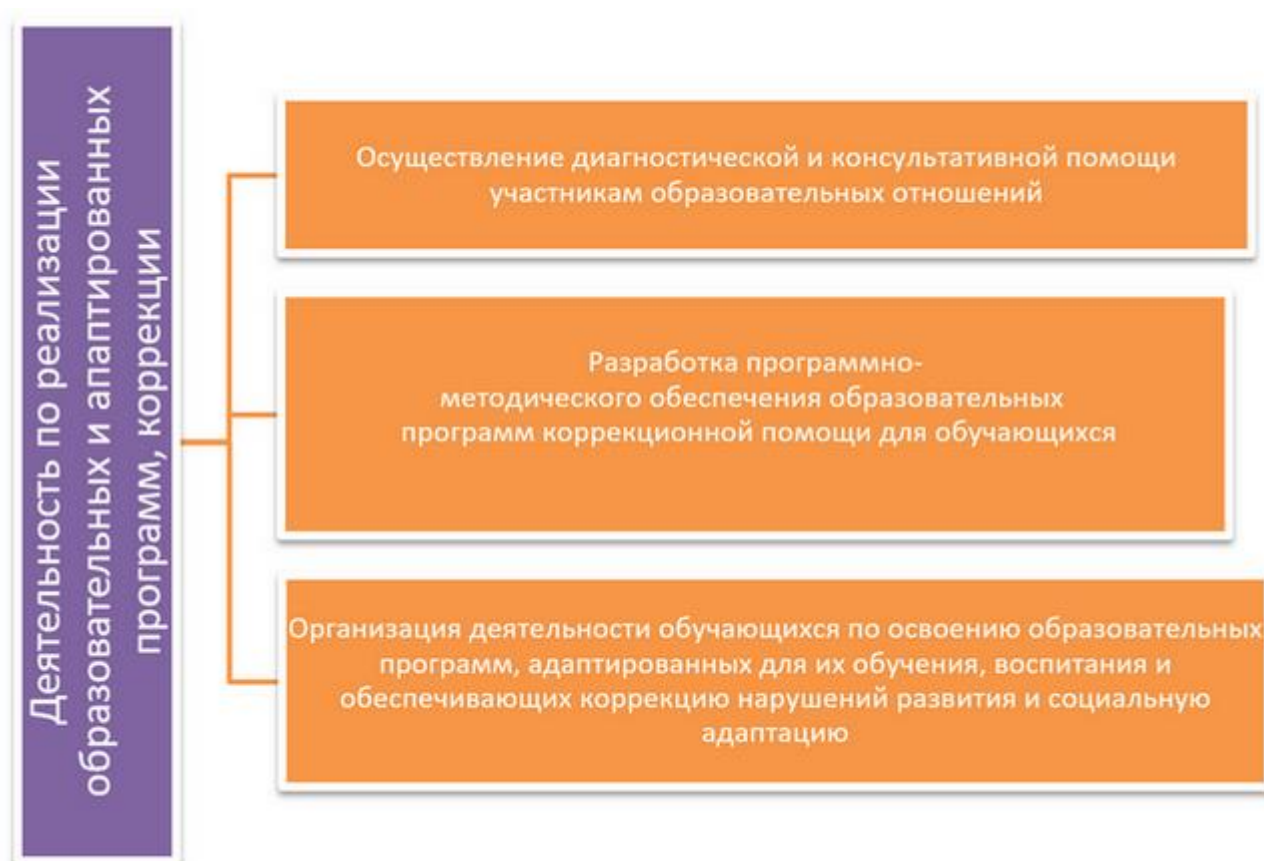 Деятельность по реализации
образовательных и апаптированных
программ, коррекции
Осуществление диагностической и консультативной помощи
участникам образовательных отношений
Разработка программно-
методического обеспечения образовательных
программ коррекционной помощи для обучающихся
Организация деятельности обучающихся по освоению образовательных
программ, адаптированных для их обучения, воспитания и
обеспечивающих коррекцию нарушений развития и социальную
адаптацию